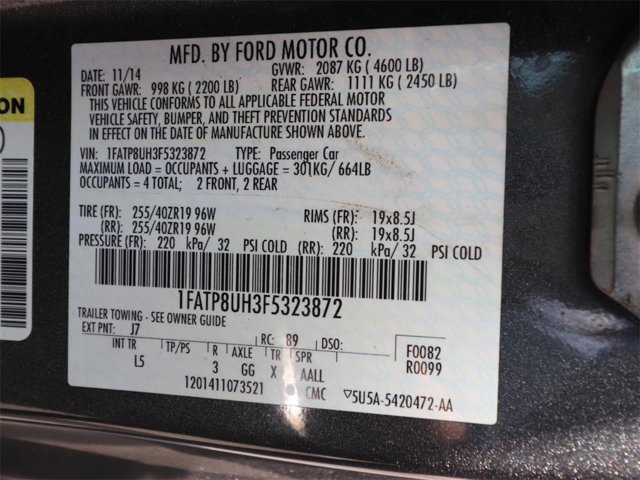 ION
MFD. BY FORD MOTOR CO.
DATE: 11/14 GVWR: 2087 KG ( 4600 LB)
FRONT GAWR: 998 KG ( 2200 LB) REAR GAWR: 1111 KG ( 2450 LB)
THIS VEHICLE CONFORMS TO ALL APPLICABLE FEDERAL MOTOR
VEHICLE SAFETY, BUMPER, AND THEFT PREVENTION STANDARDS
IN EFFECT ON THE DATE OF MANUFACTURE SHOWN ABOVE.
VIN: 1FATP8UH3F5323872 TYPE: Passenger Car
MAXIMUM LOAD = OCCUPANTS + LUGGAGE = 301KG/ 664LB
OCCUPANTS = 4 TOTAL; 2 FRONT, 2 REAR
TIRE (FR): 255/40ZR19 96W RIMS (FR): 19x8.5J
(RR): 255/40ZR19 96W (RR): 19x8.5J
PRESSURE (FR): 220 kPa/ 32 PSI COLD (RR): 220 kPa/ 32 PSI COLD
1FATP8UH3F5323872
TRAILER TOWING - SEE OWNER GUIDE
EXT PNT: J7 RC: 89 DSO: F0082
INT TR TP/PS R AXLE TR SPR R0099
L5 3 GG X AALL
1201411073521 CMC ▽5U5A-5420472-AA